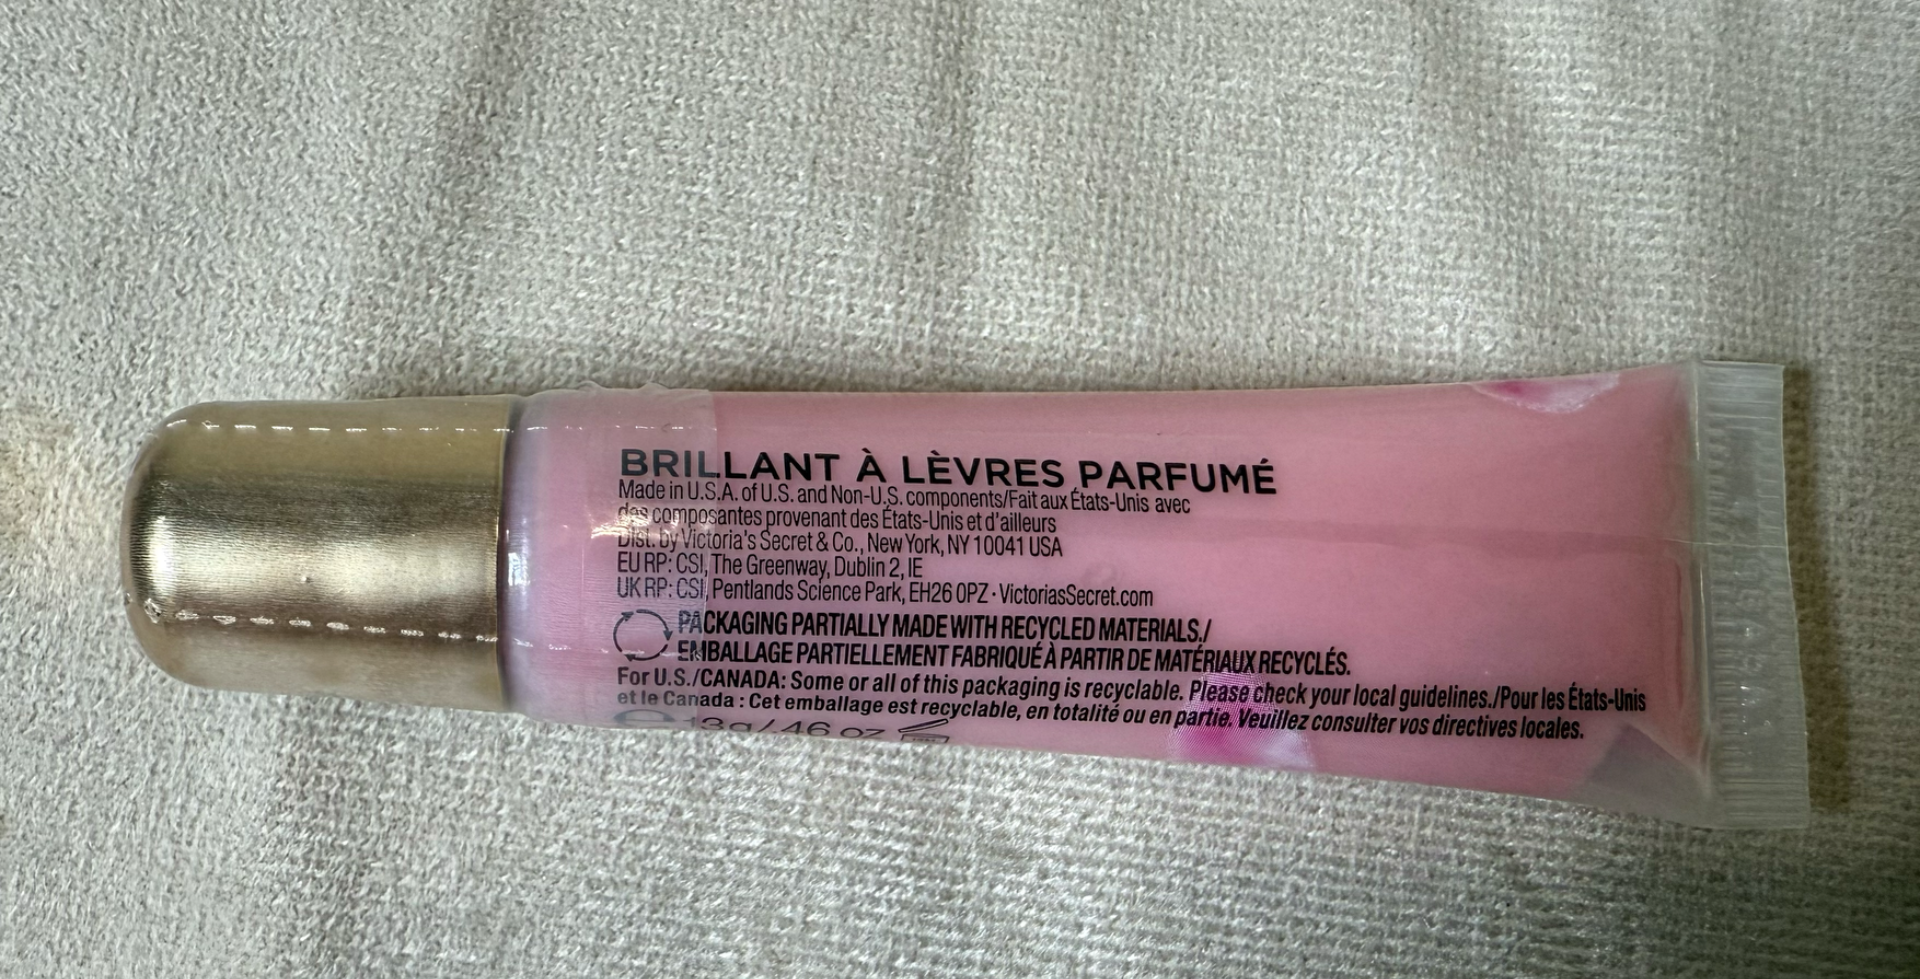 BRILLANT À LÈVRES PARFUMÉ
Made in U.S.A. of U.S. and Non-U.S. components/Fait aux États-Unis avec
des composantes provenant des États-Unis et d'ailleurs
Dist. by Victoria's Secret & Co., New York, NY 10041 USA
EU RP: CSI, The Greenway, Dublin 2, IE
UK RP: CSI, Pentlands Science Park, EH26 0PZ · VictoriasSecret.com
PACKAGING PARTIALLY MADE WITH RECYCLED MATERIALS./
EMBALLAGE PARTIELLEMENT FABRIQUÉ À PARTIR DE MATÉRIAUX RECYCLÉS.
For U.S./CANADA: Some or all of this packaging is recyclable. Please check your local guidelines./Pour les États-Unis
et le Canada : Cet emballage est recyclable, en totalité ou en partie. Veuillez consulter vos directives locales.
℮ 13 g/.46 oz